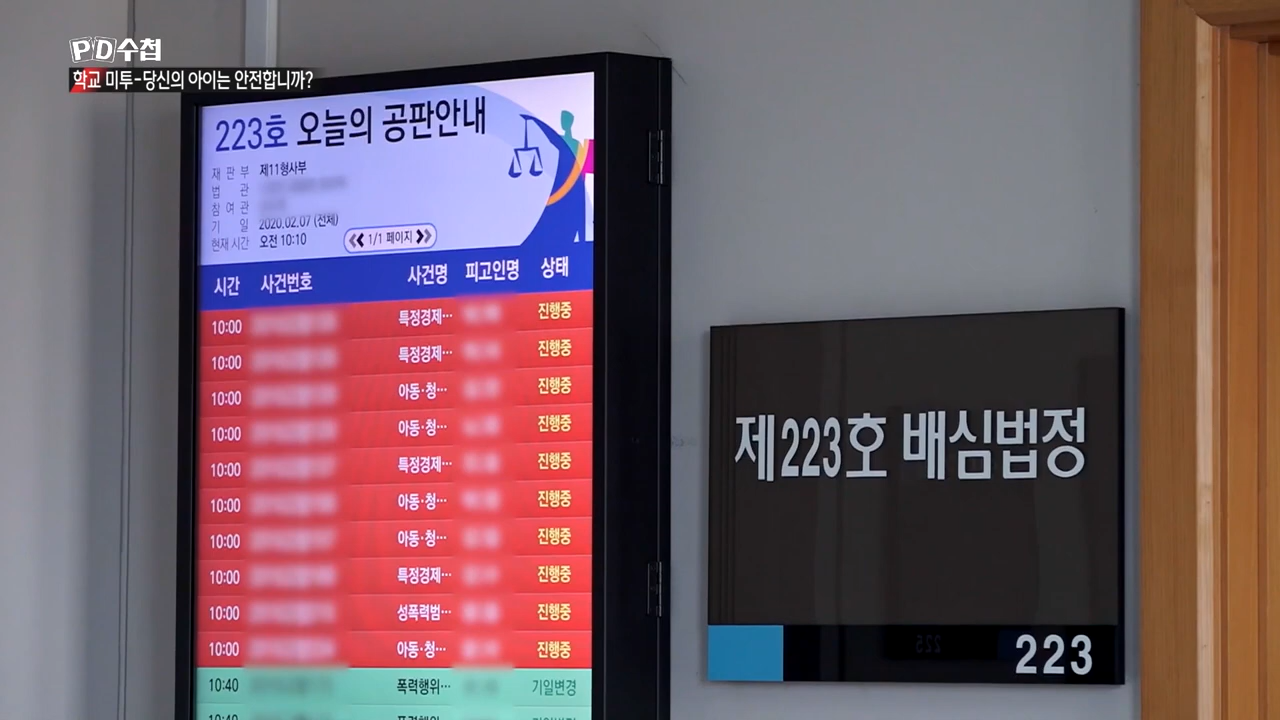 PD수첩
학교 미투-당신의 아이는 안전합니까?
223호 오늘의 공판안내
재 판 부 제11형사부
법 관
참 여 관
기 일 2020.02.07 (전체)
현재 시간 오전 10:10
1/1 페이지
시간 사건번호 사건명 피고인명 상태
10:00 특정경제… 진행중
10:00 특정경제… 진행중
10:00 아동·청… 진행중
10:00 아동·청… 진행중
10:00 특정경제… 진행중
10:00 아동·청… 진행중
10:00 아동·청… 진행중
10:00 특정경제… 진행중
10:00 성폭력범… 진행중
10:00 아동·청… 진행중
10:40 폭력행위… 기일변경
제223호 배심법정
223